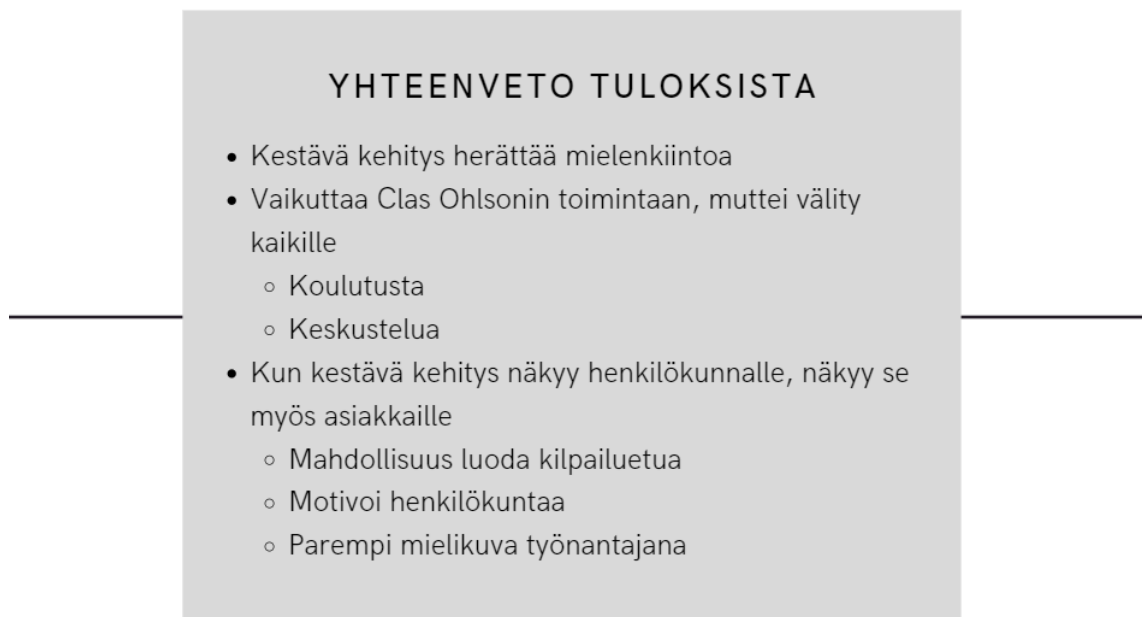 YHTEENVETO TULOKSISTA
• Kestävä kehitys herättää mielenkiintoa
• Vaikuttaa Clas Ohlsonin toimintaan, muttei välity
kaikille
◦ Koulutusta
◦ Keskustelua
• Kun kestävä kehitys näkyy henkilökunnalle, näkyy se
myös asiakkaille
◦ Mahdollisuus luoda kilpailuetua
◦ Motivoi henkilökuntaa
◦ Parempi mielikuva työnantajana